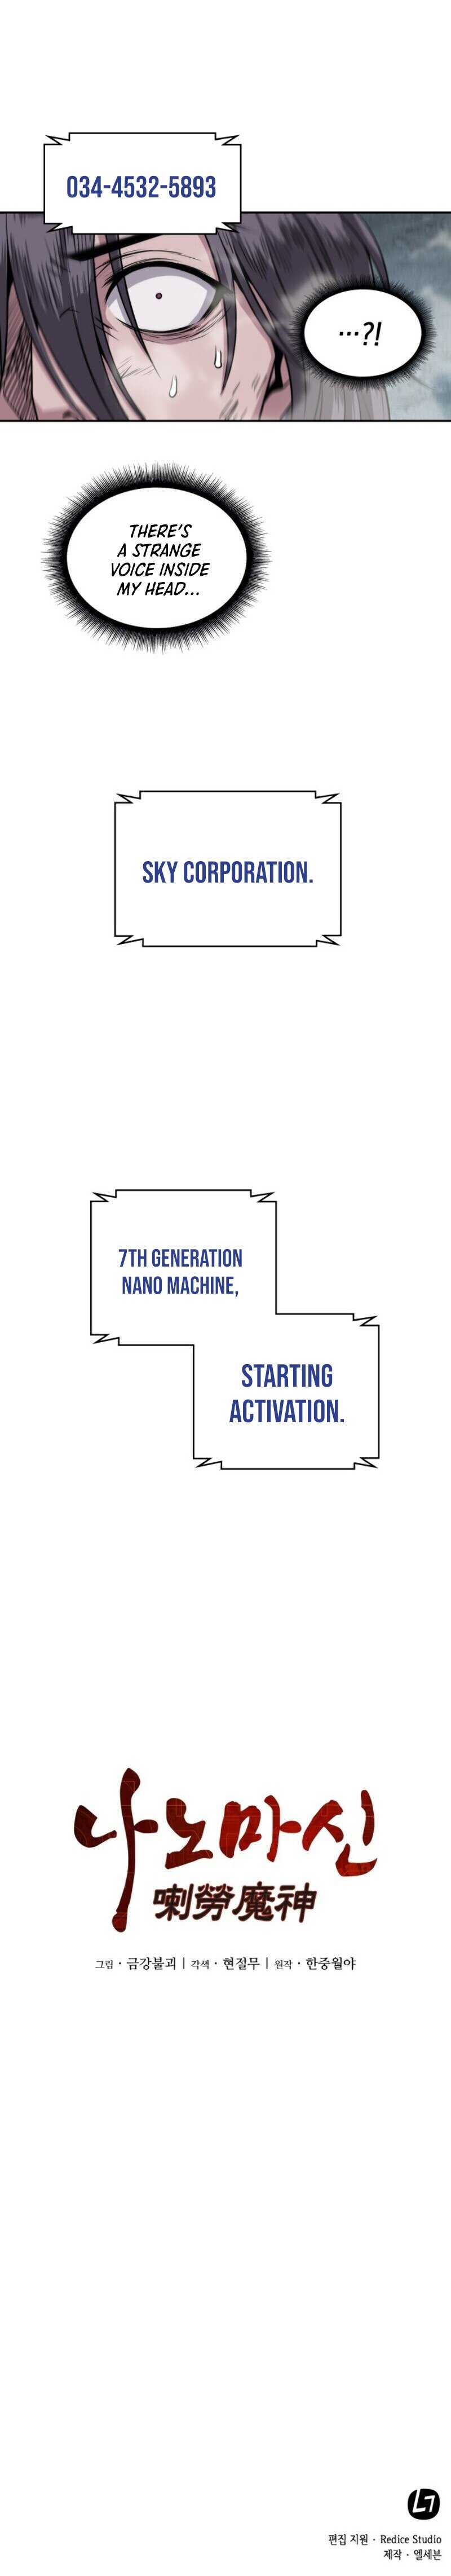 034-4532-5893
...?!
THERE'S
A STRANGE
VOICE INSIDE
MY HEAD...
SKY CORPORATION.
7TH GENERATION
NANO MACHINE,
STARTING
ACTIVATION.
나노마신
喇勞魔神
그림 · 금강불괴 | 각색 · 현절무 | 원작 · 한중월야
L7
편집 지원 · Redice Studio
제작 · 엘세븐